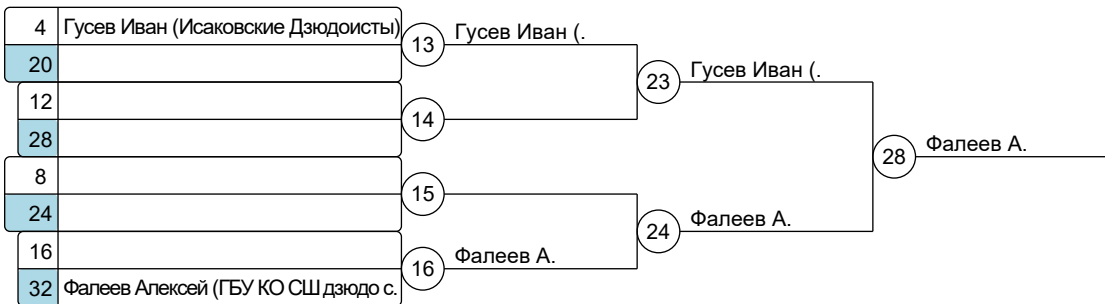 4 Гусев Иван (Исаковские Дзюдоисты)
13 Гусев Иван (.
20
23 Гусев Иван (.
12
14
28
28 Фалеев А.
8
15
24
24 Фалеев А.
16
16 Фалеев А.
32 Фалеев Алексей (ГБУ КО СШ дзюдо с.